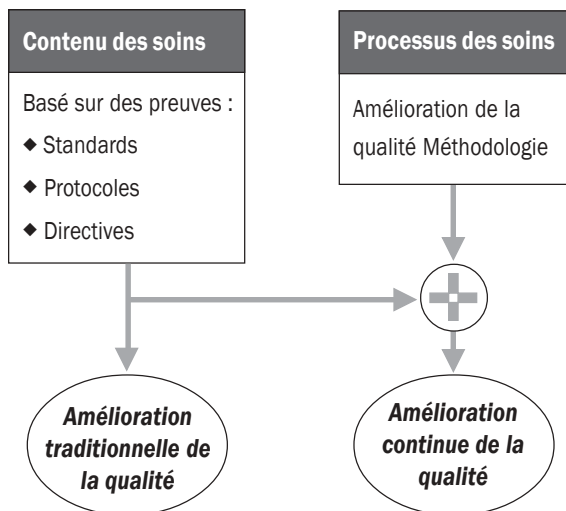 Contenu des soins
Basé sur des preuves :
◆ Standards
◆ Protocoles
◆ Directives
Processus des soins
Amélioration de la
qualité Méthodologie
Amélioration
traditionnelle de
la qualité
Amélioration
continue de la
qualité